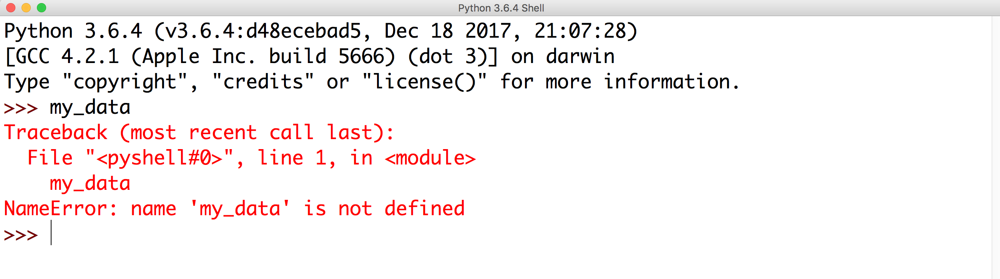 Python 3.6.4 Shell
Python 3.6.4 (v3.6.4:d48ecebad5, Dec 18 2017, 21:07:28)
[GCC 4.2.1 (Apple Inc. build 5666) (dot 3)] on darwin
Type "copyright", "credits" or "license()" for more information.
>>> my_data
Traceback (most recent call last):
  File "<pyshell#0>", line 1, in <module>
    my_data
NameError: name 'my_data' is not defined
>>>